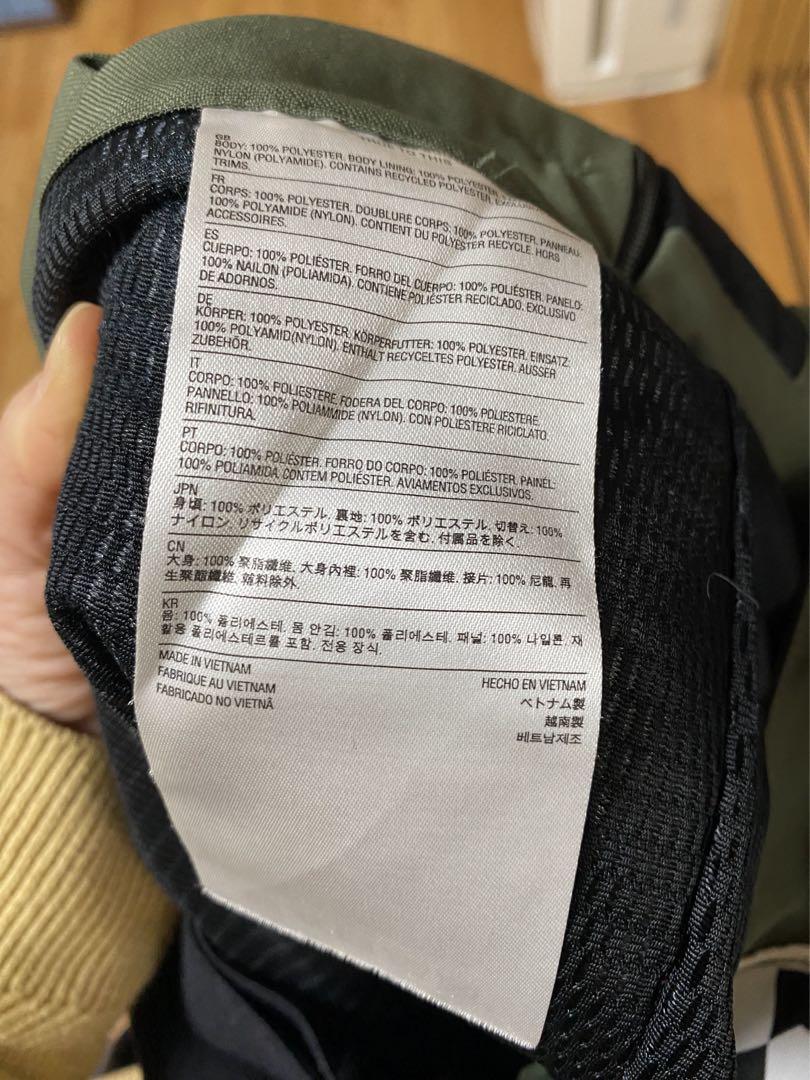 GB
BODY: 100% POLYESTER. BODY LINING: 100% POLYESTER.
NYLON (POLYAMIDE). CONTAINS RECYCLED POLYESTER.
TRIMS.
FR
CORPS: 100% POLYESTER. DOUBLURE CORPS: 100% POLYESTER. PANNEAU:
100% POLYAMIDE (NYLON). CONTIENT DU POLYESTER RECYCLE. HORS
ACCESSOIRES.
ES
CUERPO: 100% POLIÉSTER. FORRO DEL CUERPO: 100% POLIÉSTER. PANELO:
100% NAILON (POLIAMIDA). CONTIENE POLIÉSTER RECICLADO. EXCLUSIVO
DE ADORNOS.
DE
KÖRPER: 100% POLYESTER. KÖRPERFUTTER: 100% POLYESTER. EINSATZ:
100% POLYAMID(NYLON). ENTHÄLT RECYCELTES POLYESTER. AUSSER
ZUBEHÖR.
IT
CORPO: 100% POLIESTERE. FODERA DEL CORPO: 100% POLIESTERE.
PANNELLO: 100% POLIAMMIDE (NYLON). CON POLIESTERE RICICLATO.
RIFINITURA.
PT
CORPO: 100% POLIÉSTER. FORRO DO CORPO: 100% POLIÉSTER. PAINEL:
100% POLIAMIDA. CONTEM POLIÉSTER. AVIAMENTOS EXCLUSIVOS.
JPN
身頃: 100% ポリエステル. 裏地: 100% ポリエステル. 切替え: 100%
ナイロン. リサイクルポリエステルを含む. 付属品を除く.
CN
大身: 100% 聚脂纖维. 大身內裡: 100% 聚脂纖维. 接片: 100% 尼龍. 再
生聚酯纖维. 輔料除外.
KR
몸: 100% 폴리에스테. 몸 안김: 100% 폴리에스테. 패널: 100% 나일론. 재
활용 폴리에스테르를 포함. 전용 장식.
MADE IN VIETNAM
FABRIQUE AU VIETNAM
FABRICADO NO VIETNÃ
HECHO EN VIETNAM
ベトナム製
越南製
베트남제조